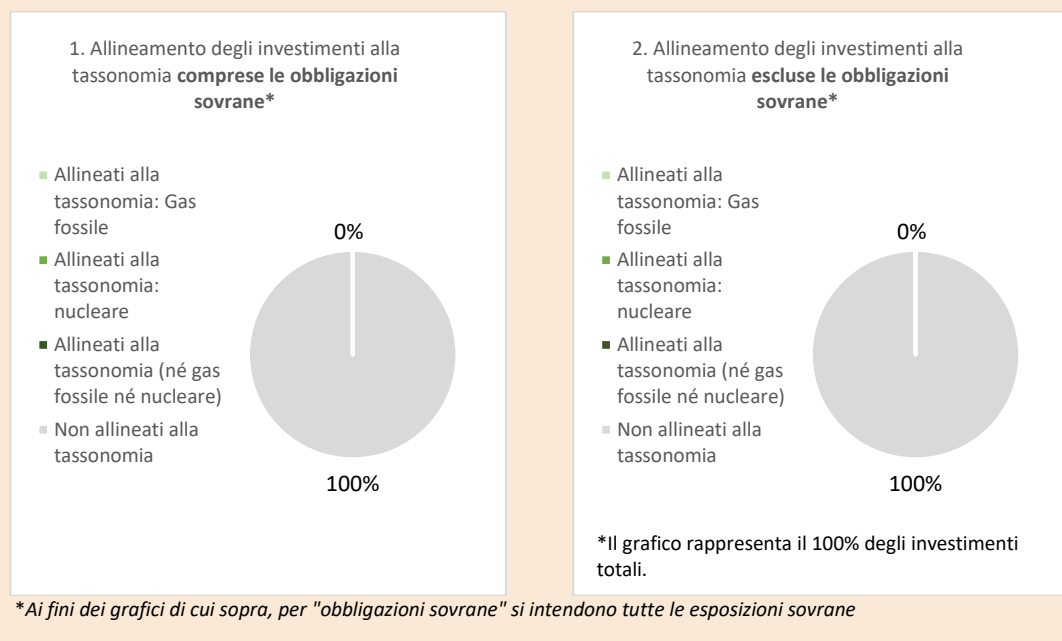 1. Allineamento degli investimenti alla
tassonomia comprese le obbligazioni
sovrane*
Allineati alla
tassonomia: Gas
fossile
Allineati alla
tassonomia:
nucleare
Allineati alla
tassonomia (né gas
fossile né nucleare)
Non allineati alla
tassonomia
0%
100%
2. Allineamento degli investimenti alla
tassonomia escluse le obbligazioni
sovrane*
Allineati alla
tassonomia: Gas
fossile
Allineati alla
tassonomia:
nucleare
Allineati alla
tassonomia (né gas
fossile né nucleare)
Non allineati alla
tassonomia
0%
100%
*Il grafico rappresenta il 100% degli investimenti
totali.
*Ai fini dei grafici di cui sopra, per "obbligazioni sovrane" si intendono tutte le esposizioni sovrane